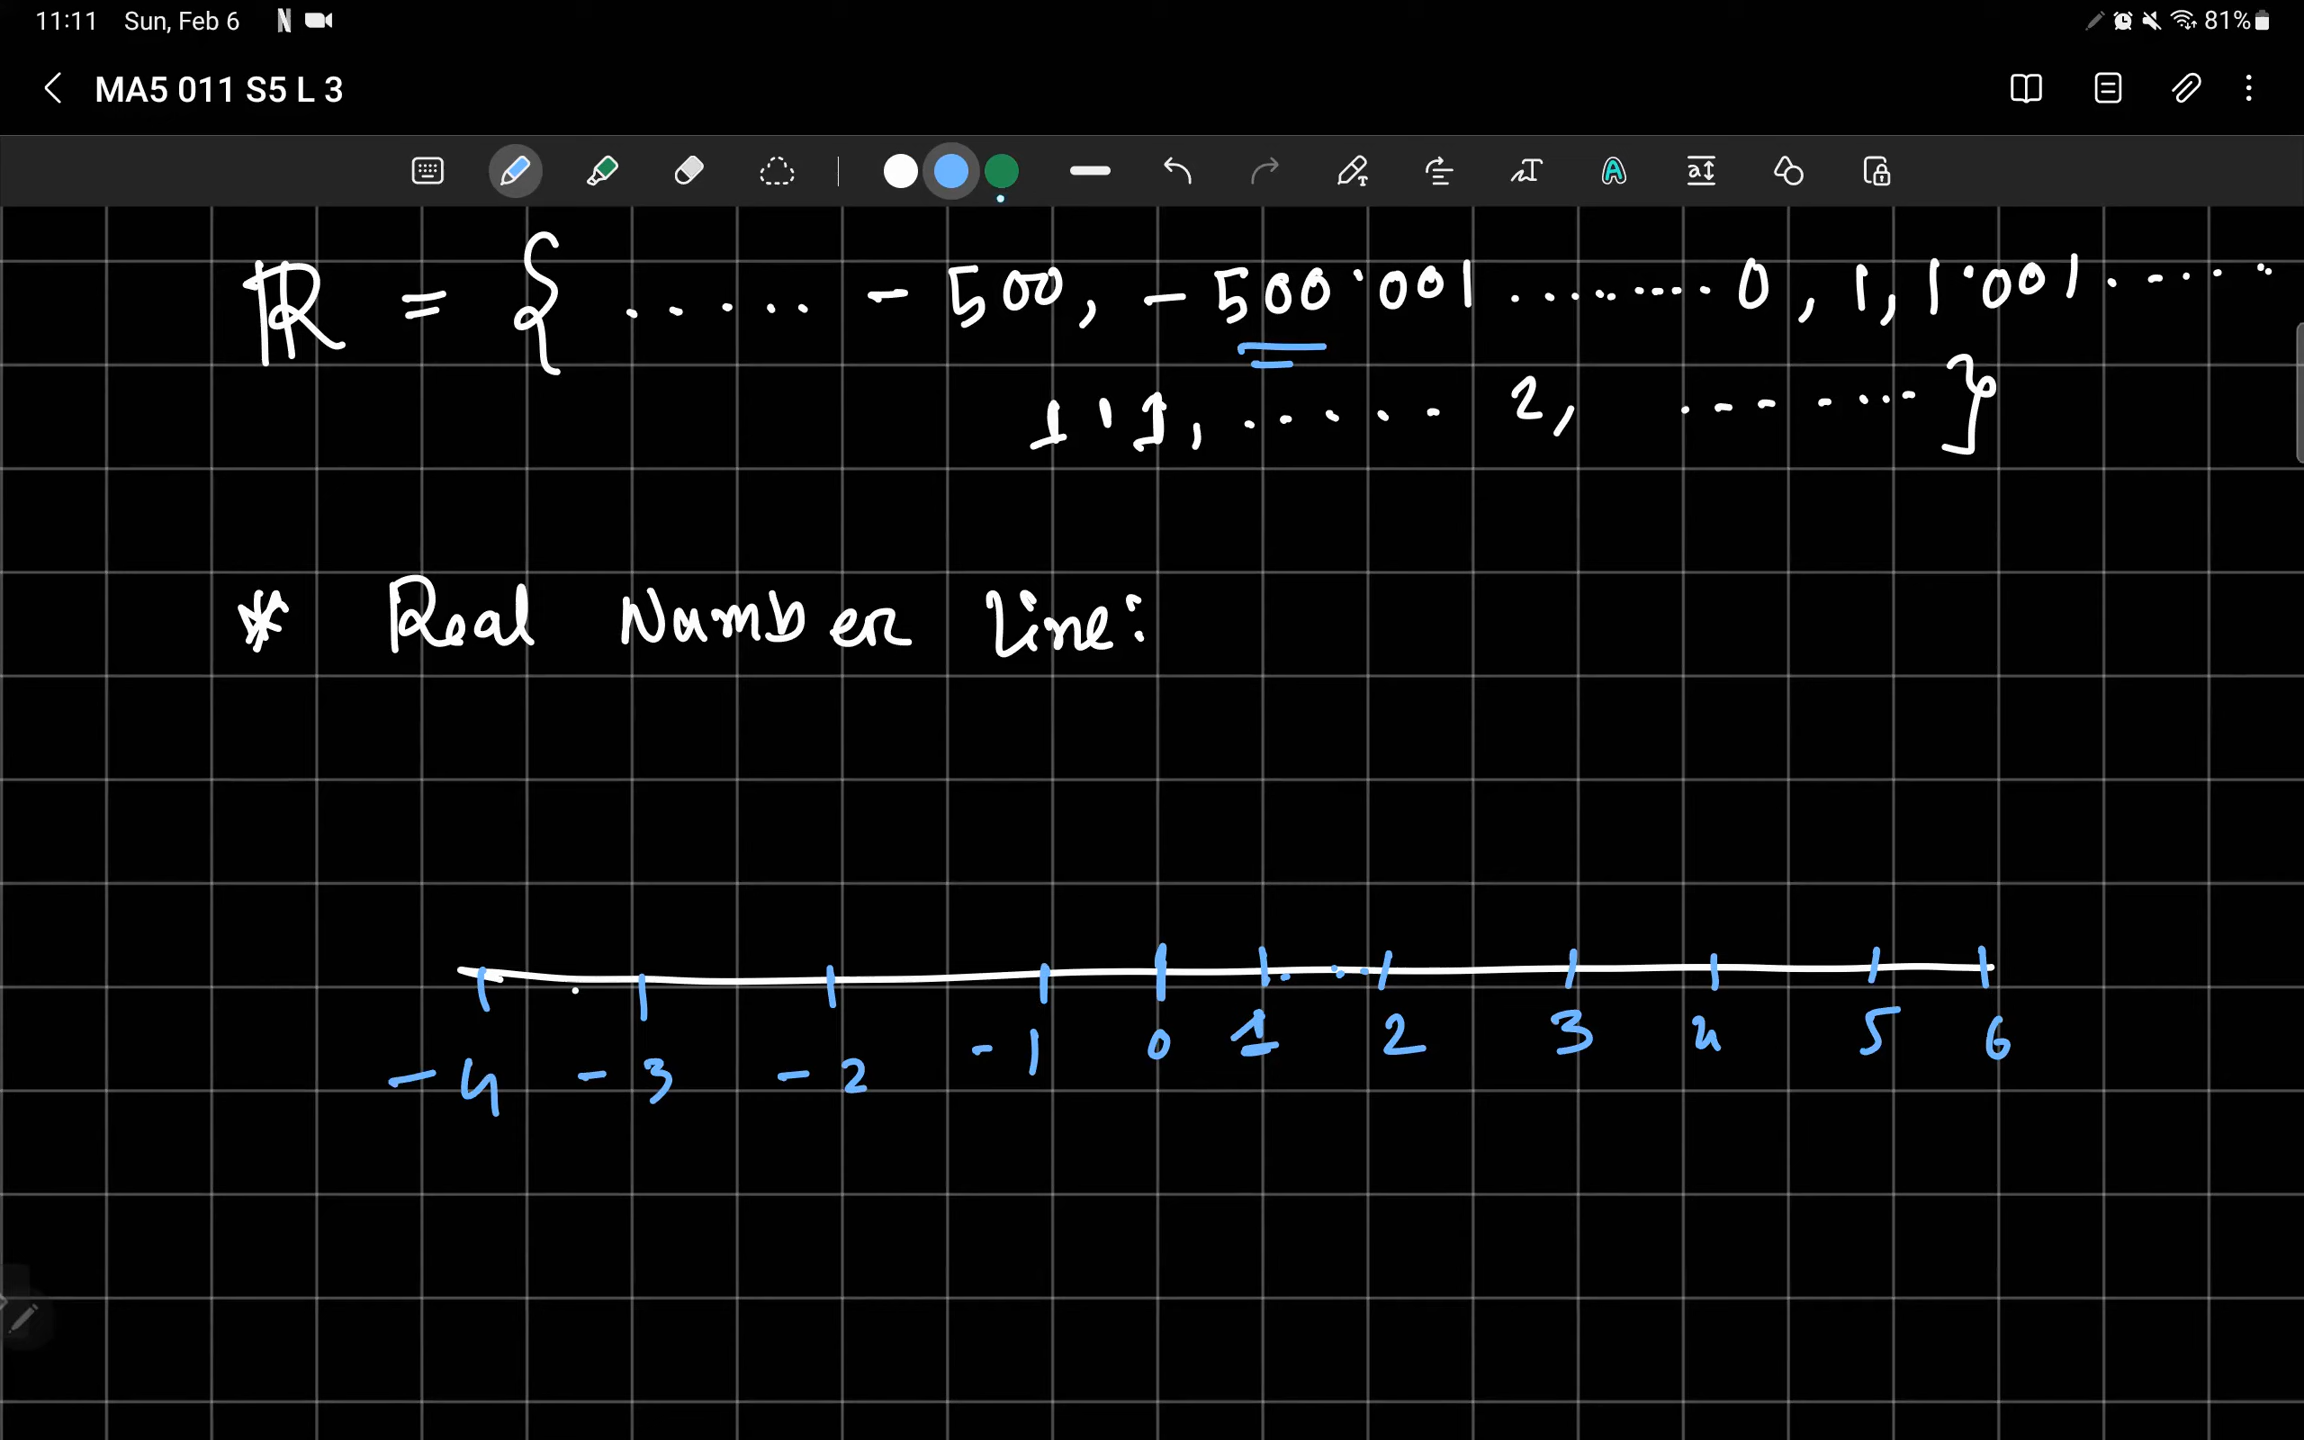 11:11 Sun, Feb 6 N 81%
MA5 011 S5 L 3
ℝ = { ..... - 500, - 500·001 ......... 0, 1, 1·001 ......
1·1, ..... 2, ....... }
* Real Number Line:
-4 -3 -2 -1 0 1 2 3 4 5 6